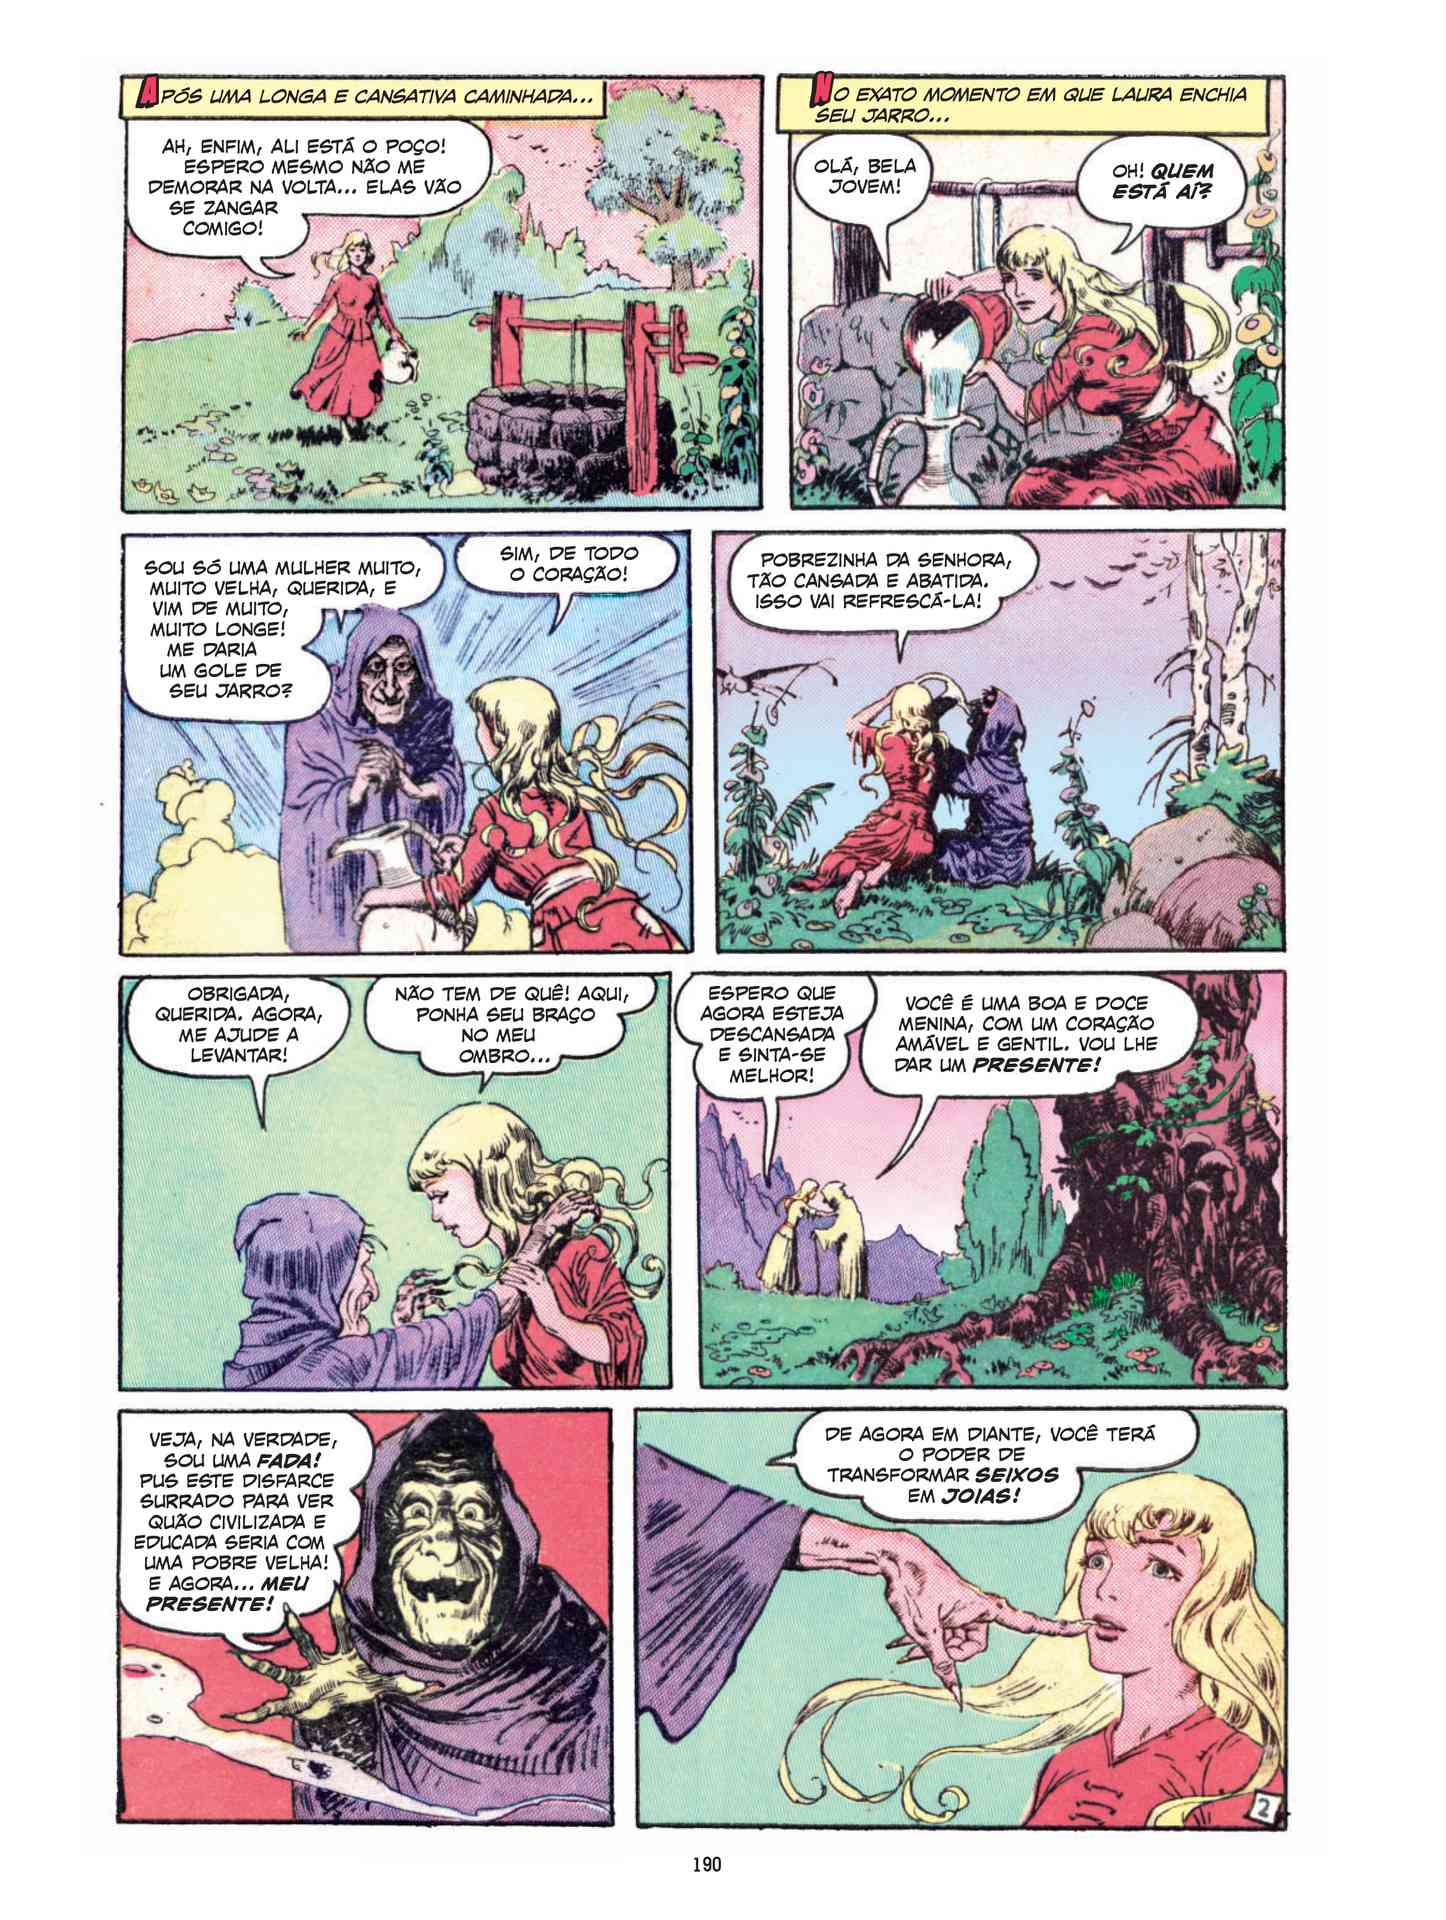 APÓS UMA LONGA E CANSATIVA CAMINHADA...
AH, ENFIM, ALI ESTÁ O POÇO!
ESPERO MESMO NÃO ME
DEMORAR NA VOLTA... ELAS VÃO
SE ZANGAR
COMIGO!
NO EXATO MOMENTO EM QUE LAURA ENCHIA
SEU JARRO...
OLÁ, BELA
JOVEM!
OH! QUEM
ESTÁ AÍ?
SOU SÓ UMA MULHER MUITO,
MUITO VELHA, QUERIDA, E
VIM DE MUITO,
MUITO LONGE!
ME DARIA
UM GOLE DE
SEU JARRO?
SIM, DE TODO
O CORAÇÃO!
POBREZINHA DA SENHORA,
TÃO CANSADA E ABATIDA.
ISSO VAI REFRESCÁ-LA!
OBRIGADA,
QUERIDA. AGORA,
ME AJUDE A
LEVANTAR!
NÃO TEM DE QUÊ! AQUI,
PONHA SEU BRAÇO
NO MEU
OMBRO...
ESPERO QUE
AGORA ESTEJA
DESCANSADA
E SINTA-SE
MELHOR!
VOCÊ É UMA BOA E DOCE
MENINA, COM UM CORAÇÃO
AMÁVEL E GENTIL. VOU LHE
DAR UM PRESENTE!
VEJA, NA VERDADE,
SOU UMA FADA!
PUS ESTE DISFARCE
SURRADO PARA VER
QUÃO CIVILIZADA E
EDUCADA SERIA COM
UMA POBRE VELHA!
E AGORA... MEU
PRESENTE!
DE AGORA EM DIANTE, VOCÊ TERÁ
O PODER DE
TRANSFORMAR SEIXOS
EM JOIAS!
2
190